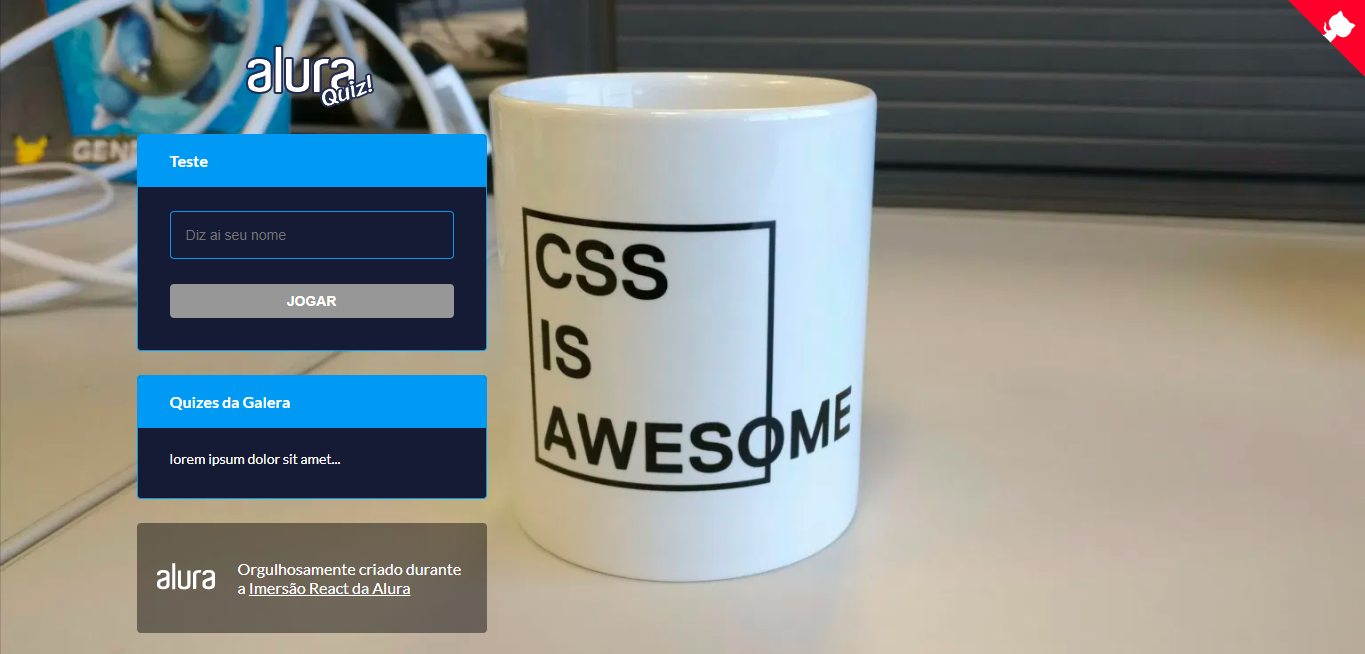 alura
Quiz!
GEN
Teste
Diz ai seu nome
JOGAR
Quizes da Galera
lorem ipsum dolor sit amet...
alura
Orgulhosamente criado durante
a Imersão React da Alura
CSS
IS
AWESOME